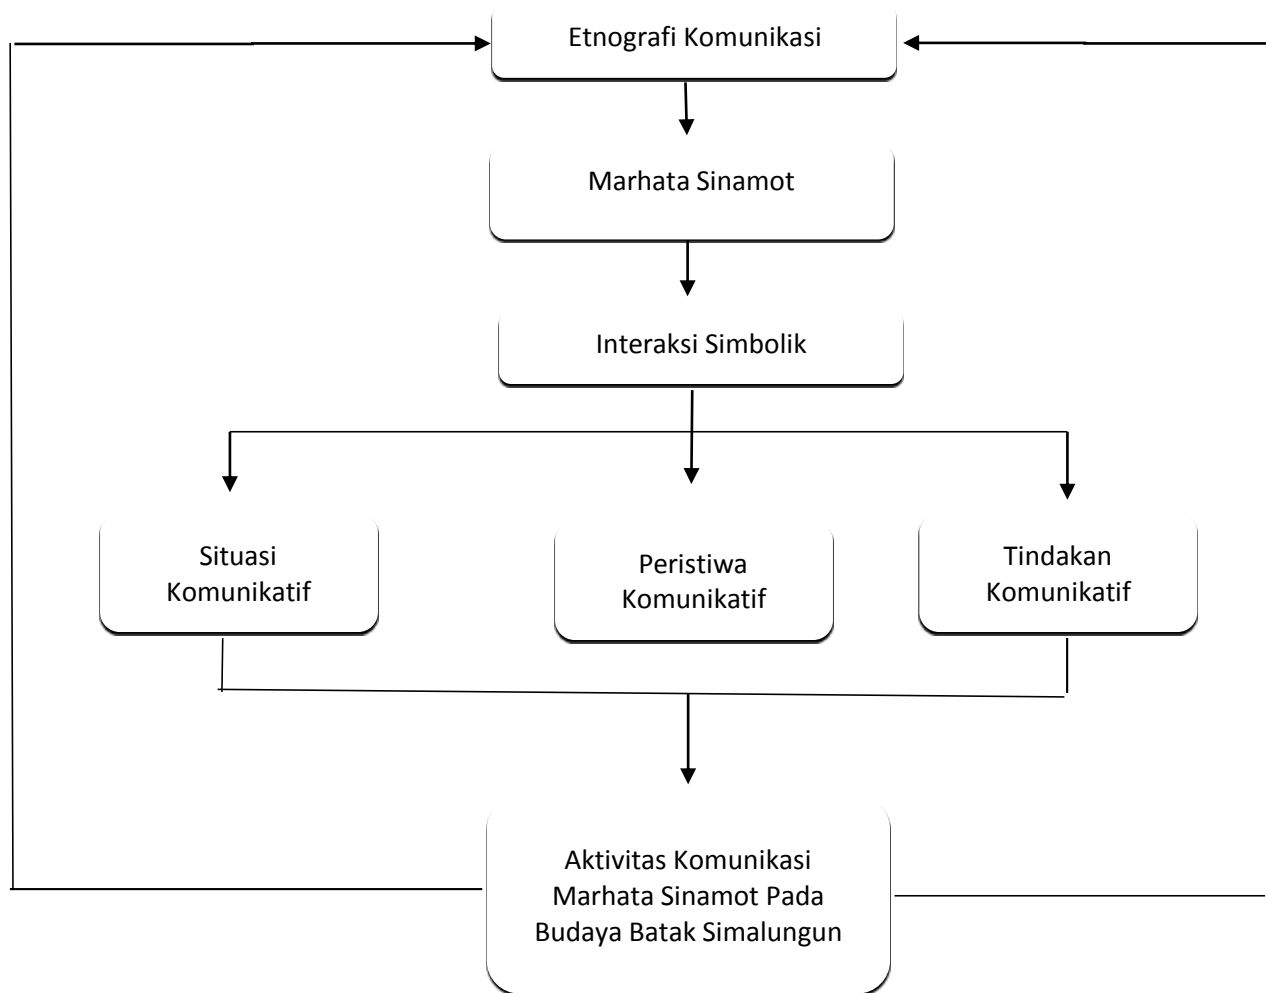 Etnografi Komunikasi
Marhata Sinamot
Interaksi Simbolik
Situasi
Komunikatif
Peristiwa
Komunikatif
Tindakan
Komunikatif
Aktivitas Komunikasi
Marhata Sinamot Pada
Budaya Batak Simalungun